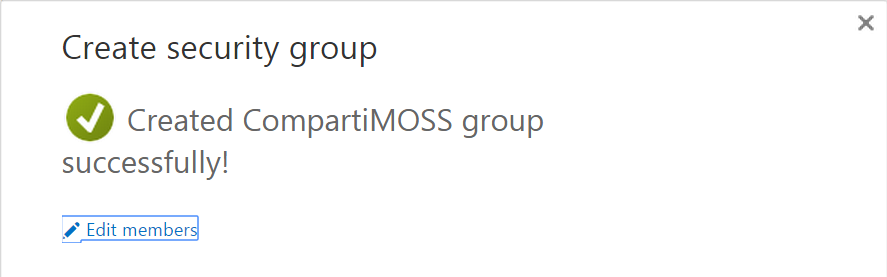 Create security group
Created CompartiMOSS group
successfully!
Edit members